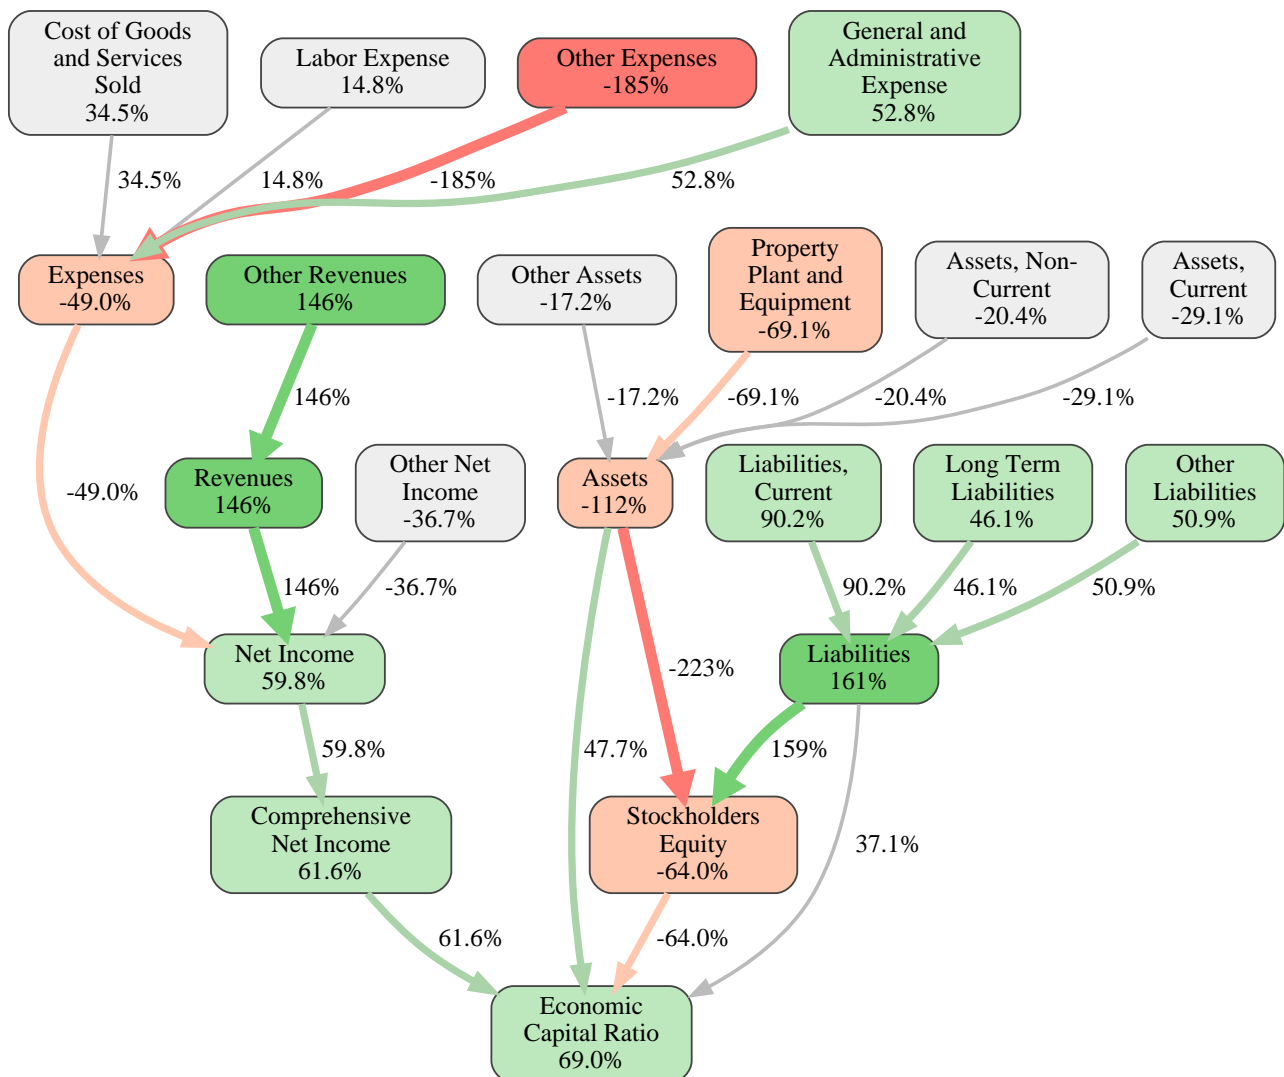 Cost of Goods
and Services
Sold
34.5%
Labor Expense
14.8%
Other Expenses
-185%
General and
Administrative
Expense
52.8%
34.5%
14.8%
-185%
52.8%
Expenses
-49.0%
Other Revenues
146%
Other Assets
-17.2%
Property
Plant and
Equipment
-69.1%
Assets, Non-
Current
-20.4%
Assets,
Current
-29.1%
146%
-17.2%
-69.1%
-20.4%
-29.1%
-49.0%
Revenues
146%
Other Net
Income
-36.7%
Assets
-112%
Liabilities,
Current
90.2%
Long Term
Liabilities
46.1%
Other
Liabilities
50.9%
146%
-36.7%
90.2%
46.1%
50.9%
Net Income
59.8%
-223%
Liabilities
161%
59.8%
47.7%
159%
37.1%
Comprehensive
Net Income
61.6%
Stockholders
Equity
-64.0%
61.6%
-64.0%
Economic
Capital Ratio
69.0%